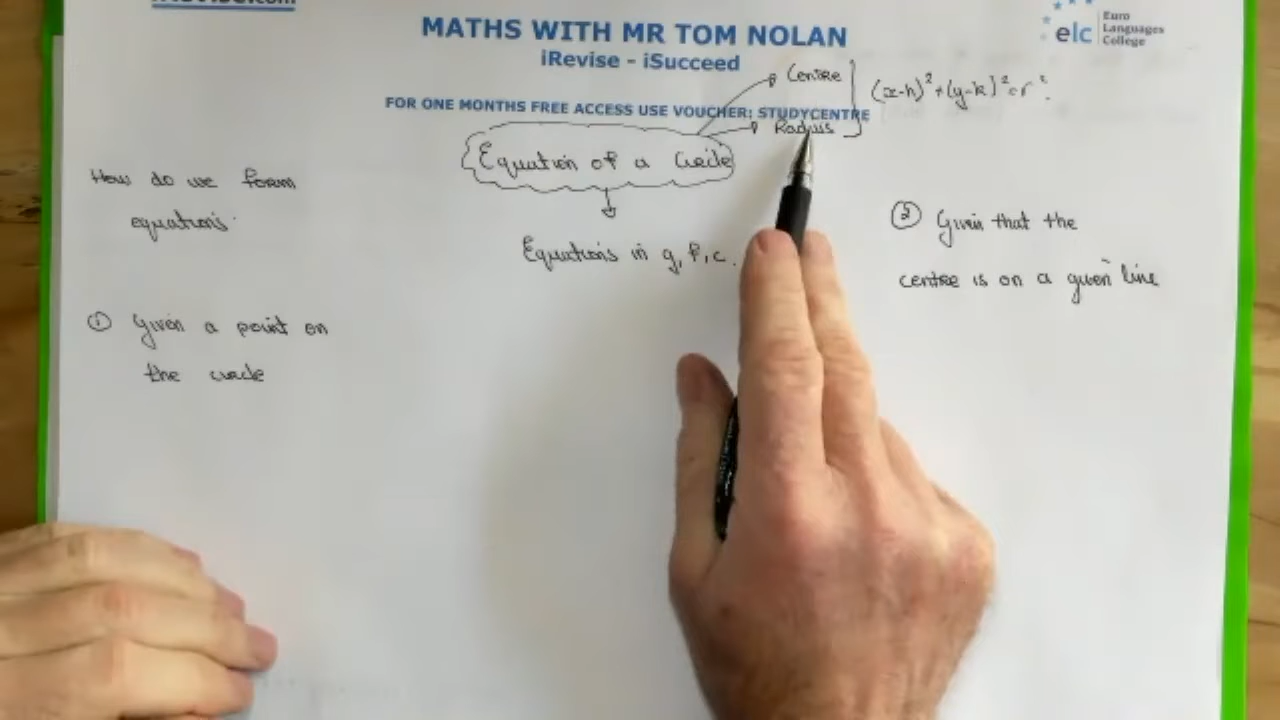 MATHS WITH MR TOM NOLAN
iRevise - iSucceed
elc Euro
Languages
College
FOR ONE MONTHS FREE ACCESS USE VOUCHER: STUDYCENTRE
Centre
Radius
(x-h)²+(y-k)²=r²
Equation of a Circle
Equations in g, f, c.
How do we form
equations
① Given a point on
the circle
② Given that the
centre is on a given line